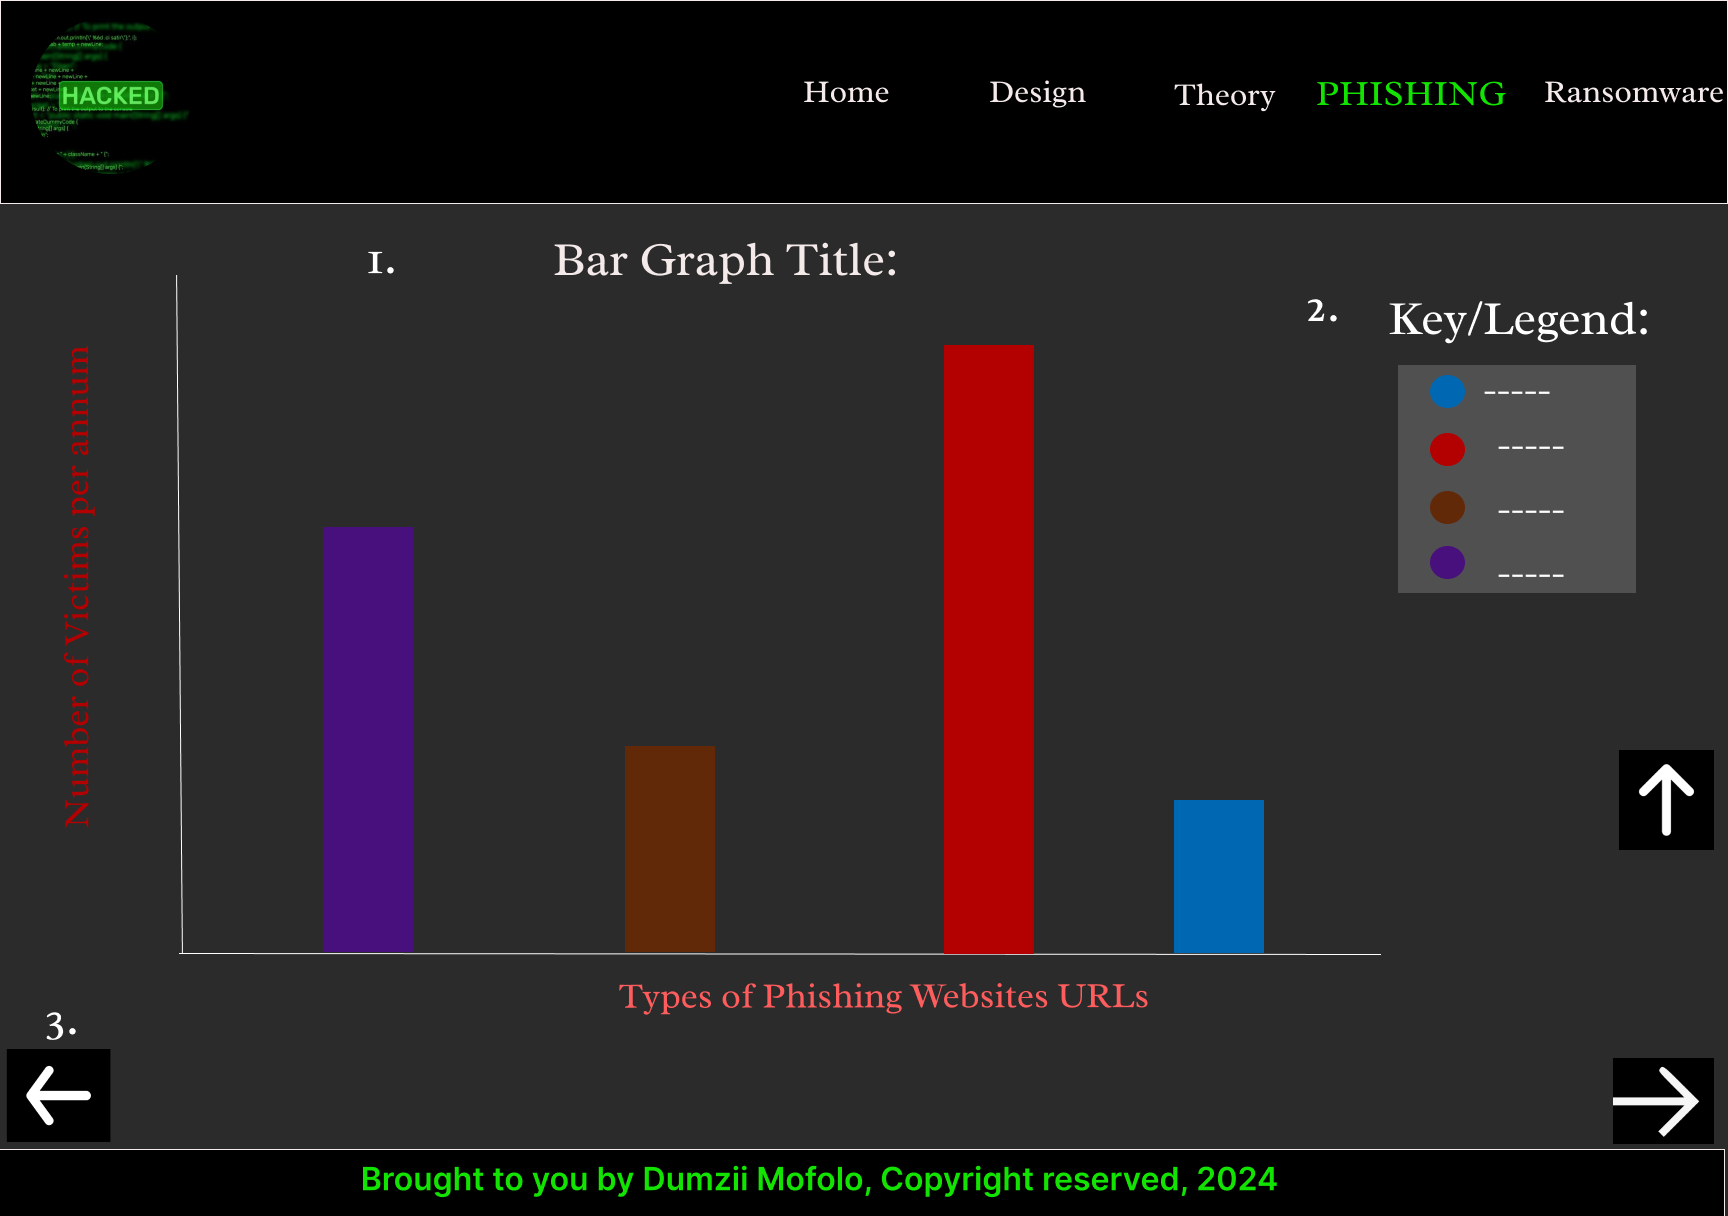 HACKED
Home Design Theory PHISHING Ransomware
1. Bar Graph Title:
2. Key/Legend:
-----
-----
-----
-----
Number of Victims per annum
Types of Phishing Websites URLs
3.
Brought to you by Dumzii Mofolo, Copyright reserved, 2024